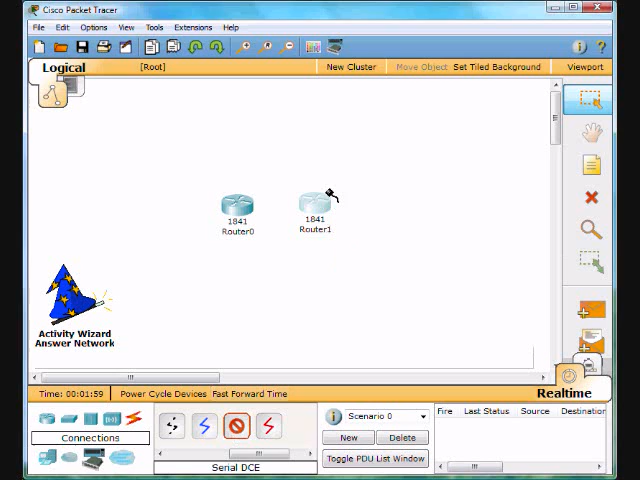 Cisco Packet Tracer
File Edit Options View Tools Extensions Help
Logical [Root] New Cluster Move Object Set Tiled Background Viewport
1841
Router0
1841
Router1
Activity Wizard
Answer Network
Time: 00:01:59 Power Cycle Devices Fast Forward Time Realtime
Connections
Serial DCE
Scenario 0
New Delete
Toggle PDU List Window
Fire Last Status Source Destination